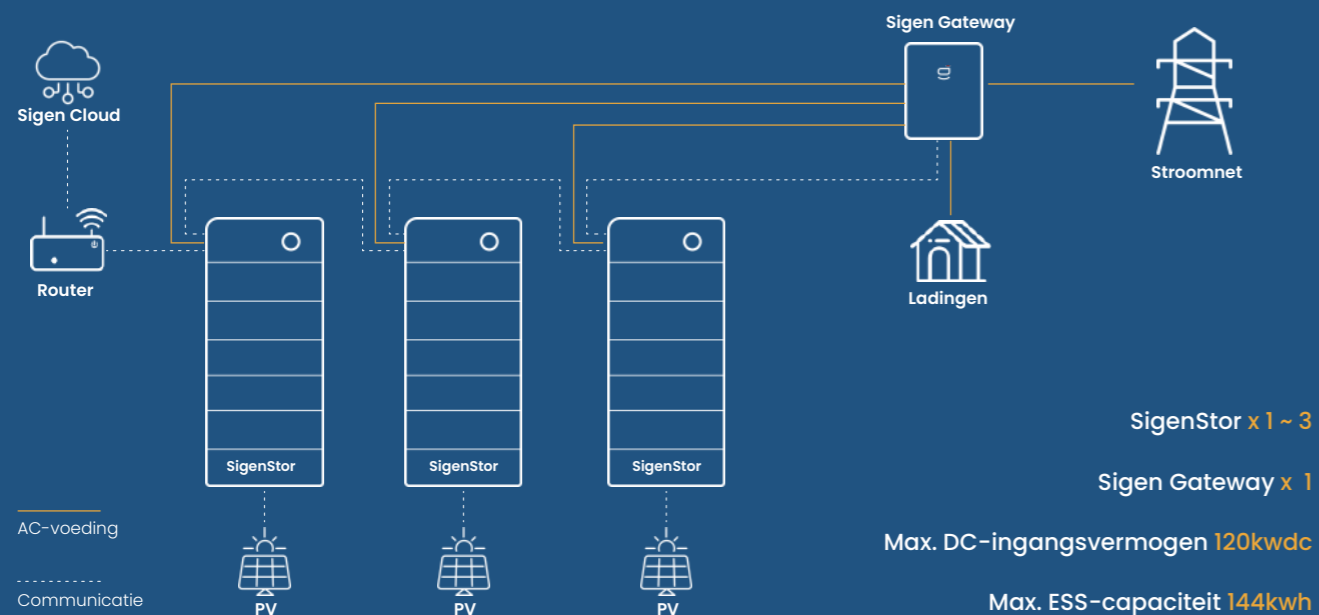 Sigen Gateway
Sigen Cloud
Stroomnet
Router
Ladingen
SigenStor x 1 ~ 3
SigenStor
SigenStor
SigenStor
Sigen Gateway x 1
AC-voeding
Max. DC-ingangsvermogen 120kwdc
Communicatie
PV
PV
PV
Max. ESS-capaciteit 144kwh